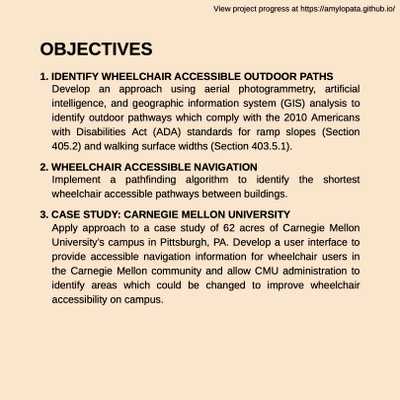 View project progress at https://amylopata.github.io/
OBJECTIVES
1. IDENTIFY WHEELCHAIR ACCESSIBLE OUTDOOR PATHS
Develop an approach using aerial photogrammetry, artificial
intelligence, and geographic information system (GIS) analysis to
identify outdoor pathways which comply with the 2010 Americans
with Disabilities Act (ADA) standards for ramp slopes (Section
405.2) and walking surface widths (Section 403.5.1).
2. WHEELCHAIR ACCESSIBLE NAVIGATION
Implement a pathfinding algorithm to identify the shortest
wheelchair accessible pathways between buildings.
3. CASE STUDY: CARNEGIE MELLON UNIVERSITY
Apply approach to a case study of 62 acres of Carnegie Mellon
University's campus in Pittsburgh, PA. Develop a user interface to
provide accessible navigation information for wheelchair users in
the Carnegie Mellon community and allow CMU administration to
identify areas which could be changed to improve wheelchair
accessibility on campus.